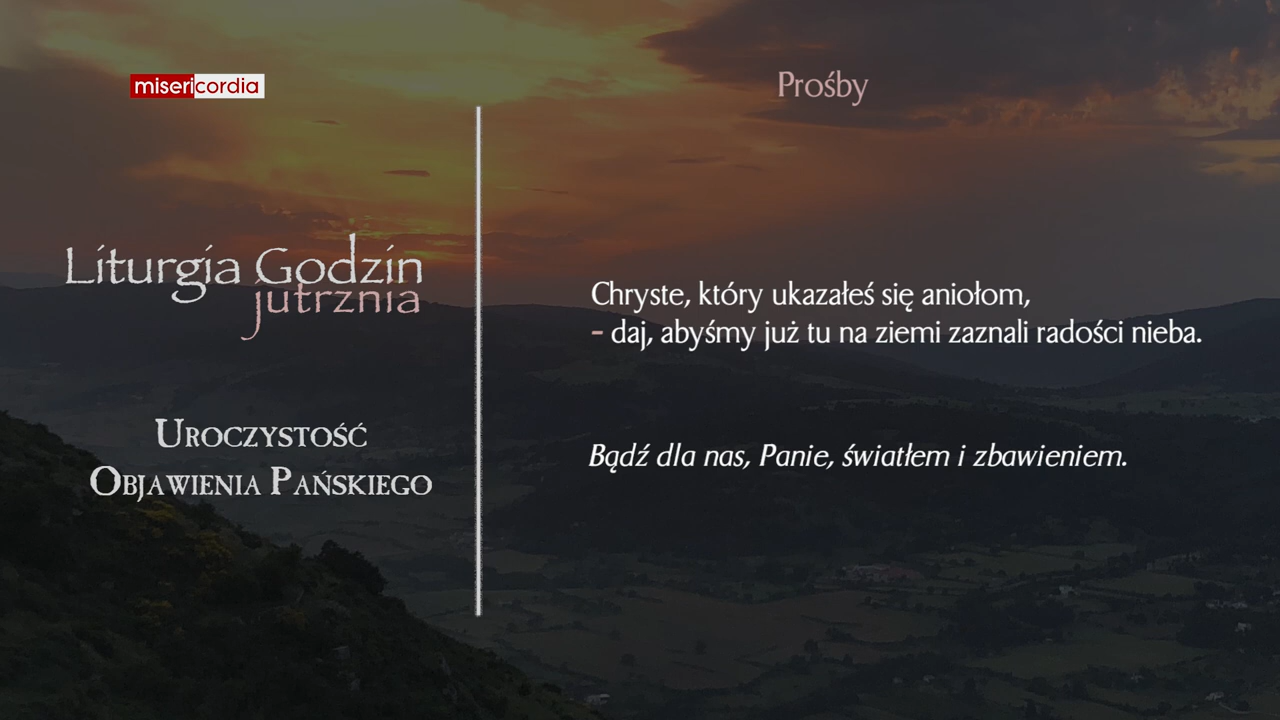 misericordia
Liturgia Godzin
jutrznia
Uroczystość
Objawienia Pańskiego
Prośby
Chryste, który ukazałeś się aniołom,
- daj, abyśmy już tu na ziemi zaznali radości nieba.
Bądź dla nas, Panie, światłem i zbawieniem.